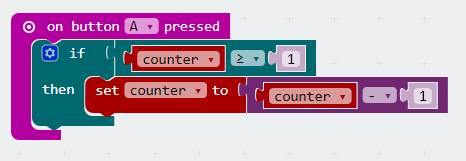 on button A pressed
if counter ≥ 1
then set counter to counter - 1